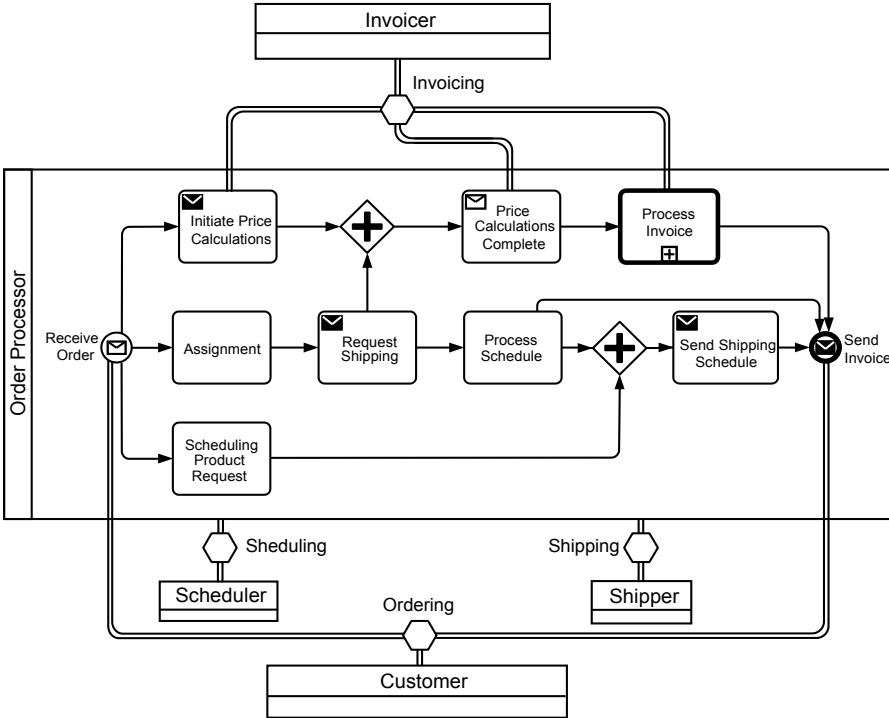 Invoicer
Invoicing
Order Processor
Initiate Price
Calculations
Price
Calculations
Complete
Process
Invoice
Receive
Order
Assignment
Request
Shipping
Process
Schedule
Send Shipping
Schedule
Send
Invoice
Scheduling
Product
Request
Sheduling
Shipping
Scheduler
Shipper
Ordering
Customer